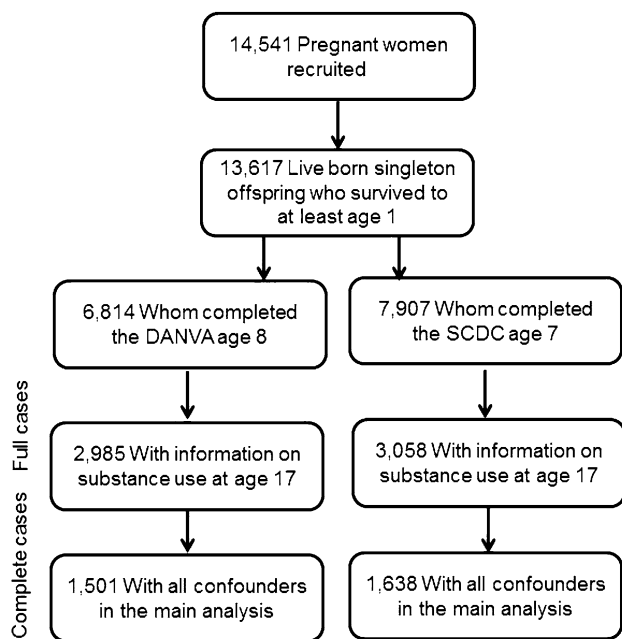 14,541 Pregnant women
recruited
13,617 Live born singleton
offspring who survived to
at least age 1
6,814 Whom completed
the DANVA age 8
7,907 Whom completed
the SCDC age 7
Full cases
2,985 With information on
substance use at age 17
3,058 With information on
substance use at age 17
Complete cases
1,501 With all confounders
in the main analysis
1,638 With all confounders
in the main analysis